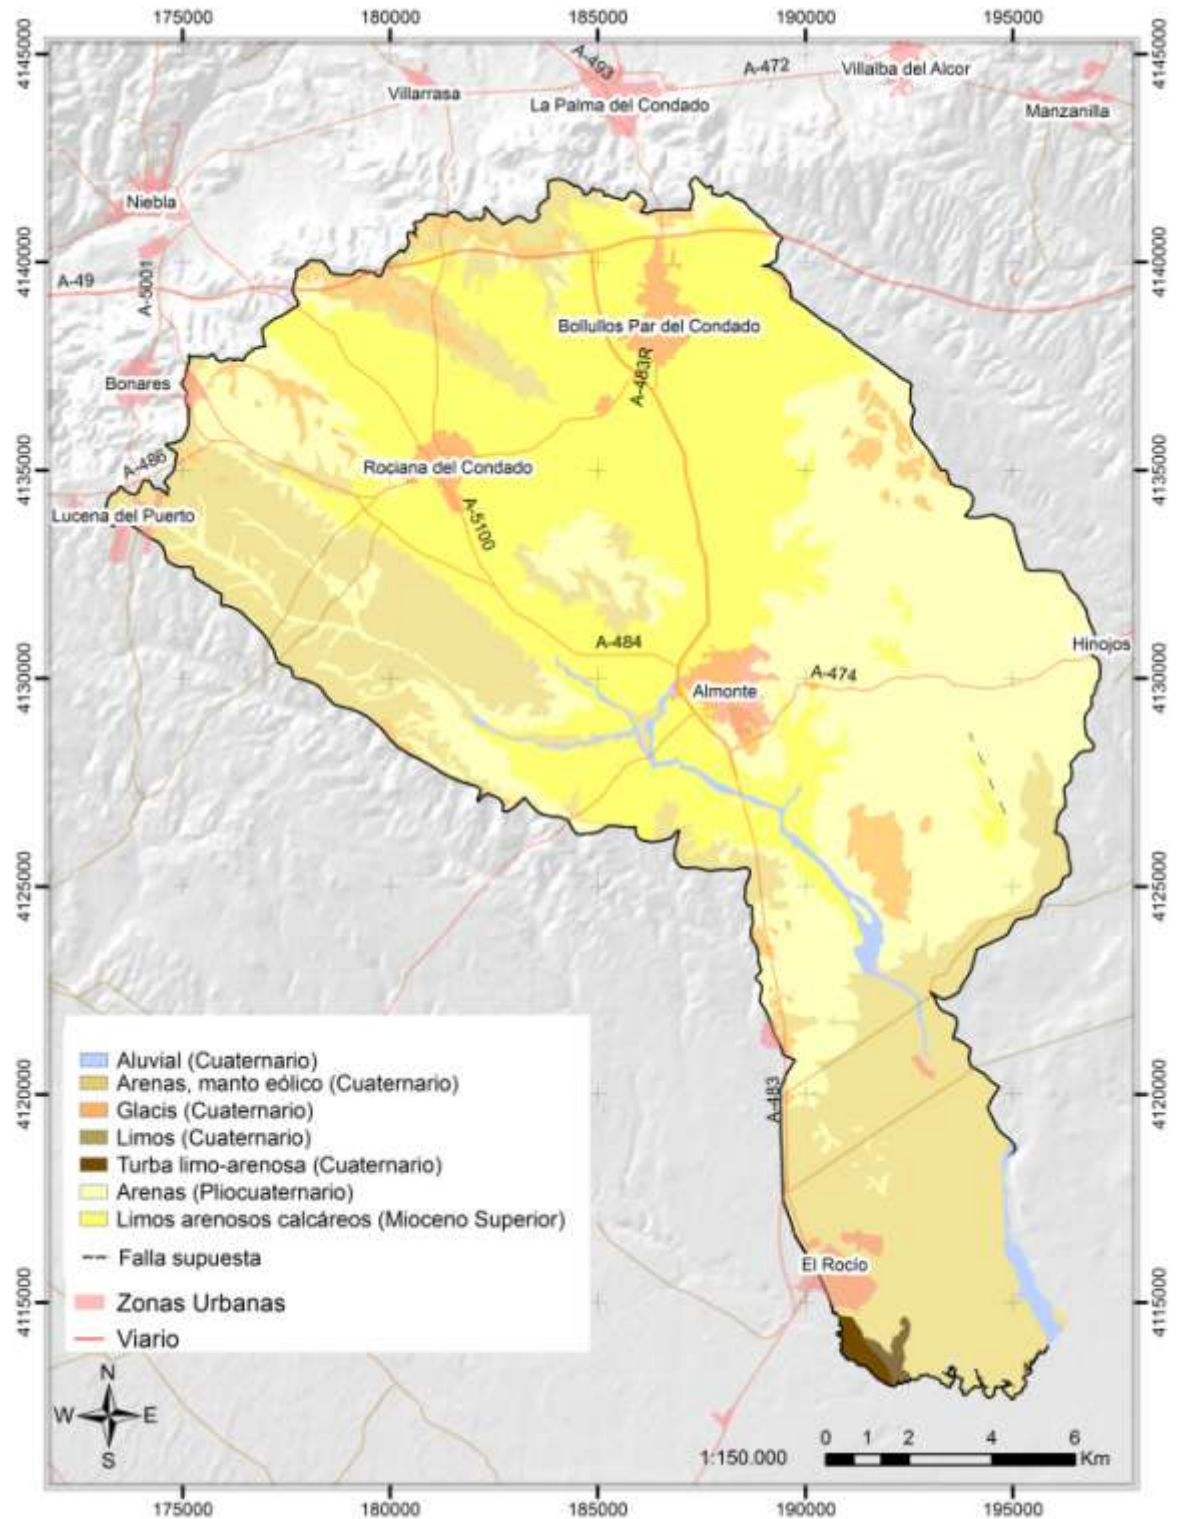 175000 180000 185000 190000 195000
4145000 4145000
A-493
A-472
Villalba del Alcor
Villarrasa
La Palma del Condado
Manzanilla
Niebla
4140000 4140000
A-49
A-5001
Bollullos Par del Condado
Bonares
A-483R
4135000 4135000
A-486
Rociana del Condado
Lucena del Puerto
A-5100
Hinojos
A-484
4130000 4130000
A-474
Almonte
4125000 4125000
Aluvial (Cuaternario)
Arenas, manto eólico (Cuaternario)
Glacis (Cuaternario)
Limos (Cuaternario)
Turba limo-arenosa (Cuaternario)
Arenas (Pliocuaternario)
Limos arenosos calcáreos (Mioceno Superior)
Falla supuesta
Zonas Urbanas
Viario
4120000 4120000
A-483
El Rocío
4115000 4115000
N
W E
S
1:150.000
0 1 2 4 6
Km
175000 180000 185000 190000 195000